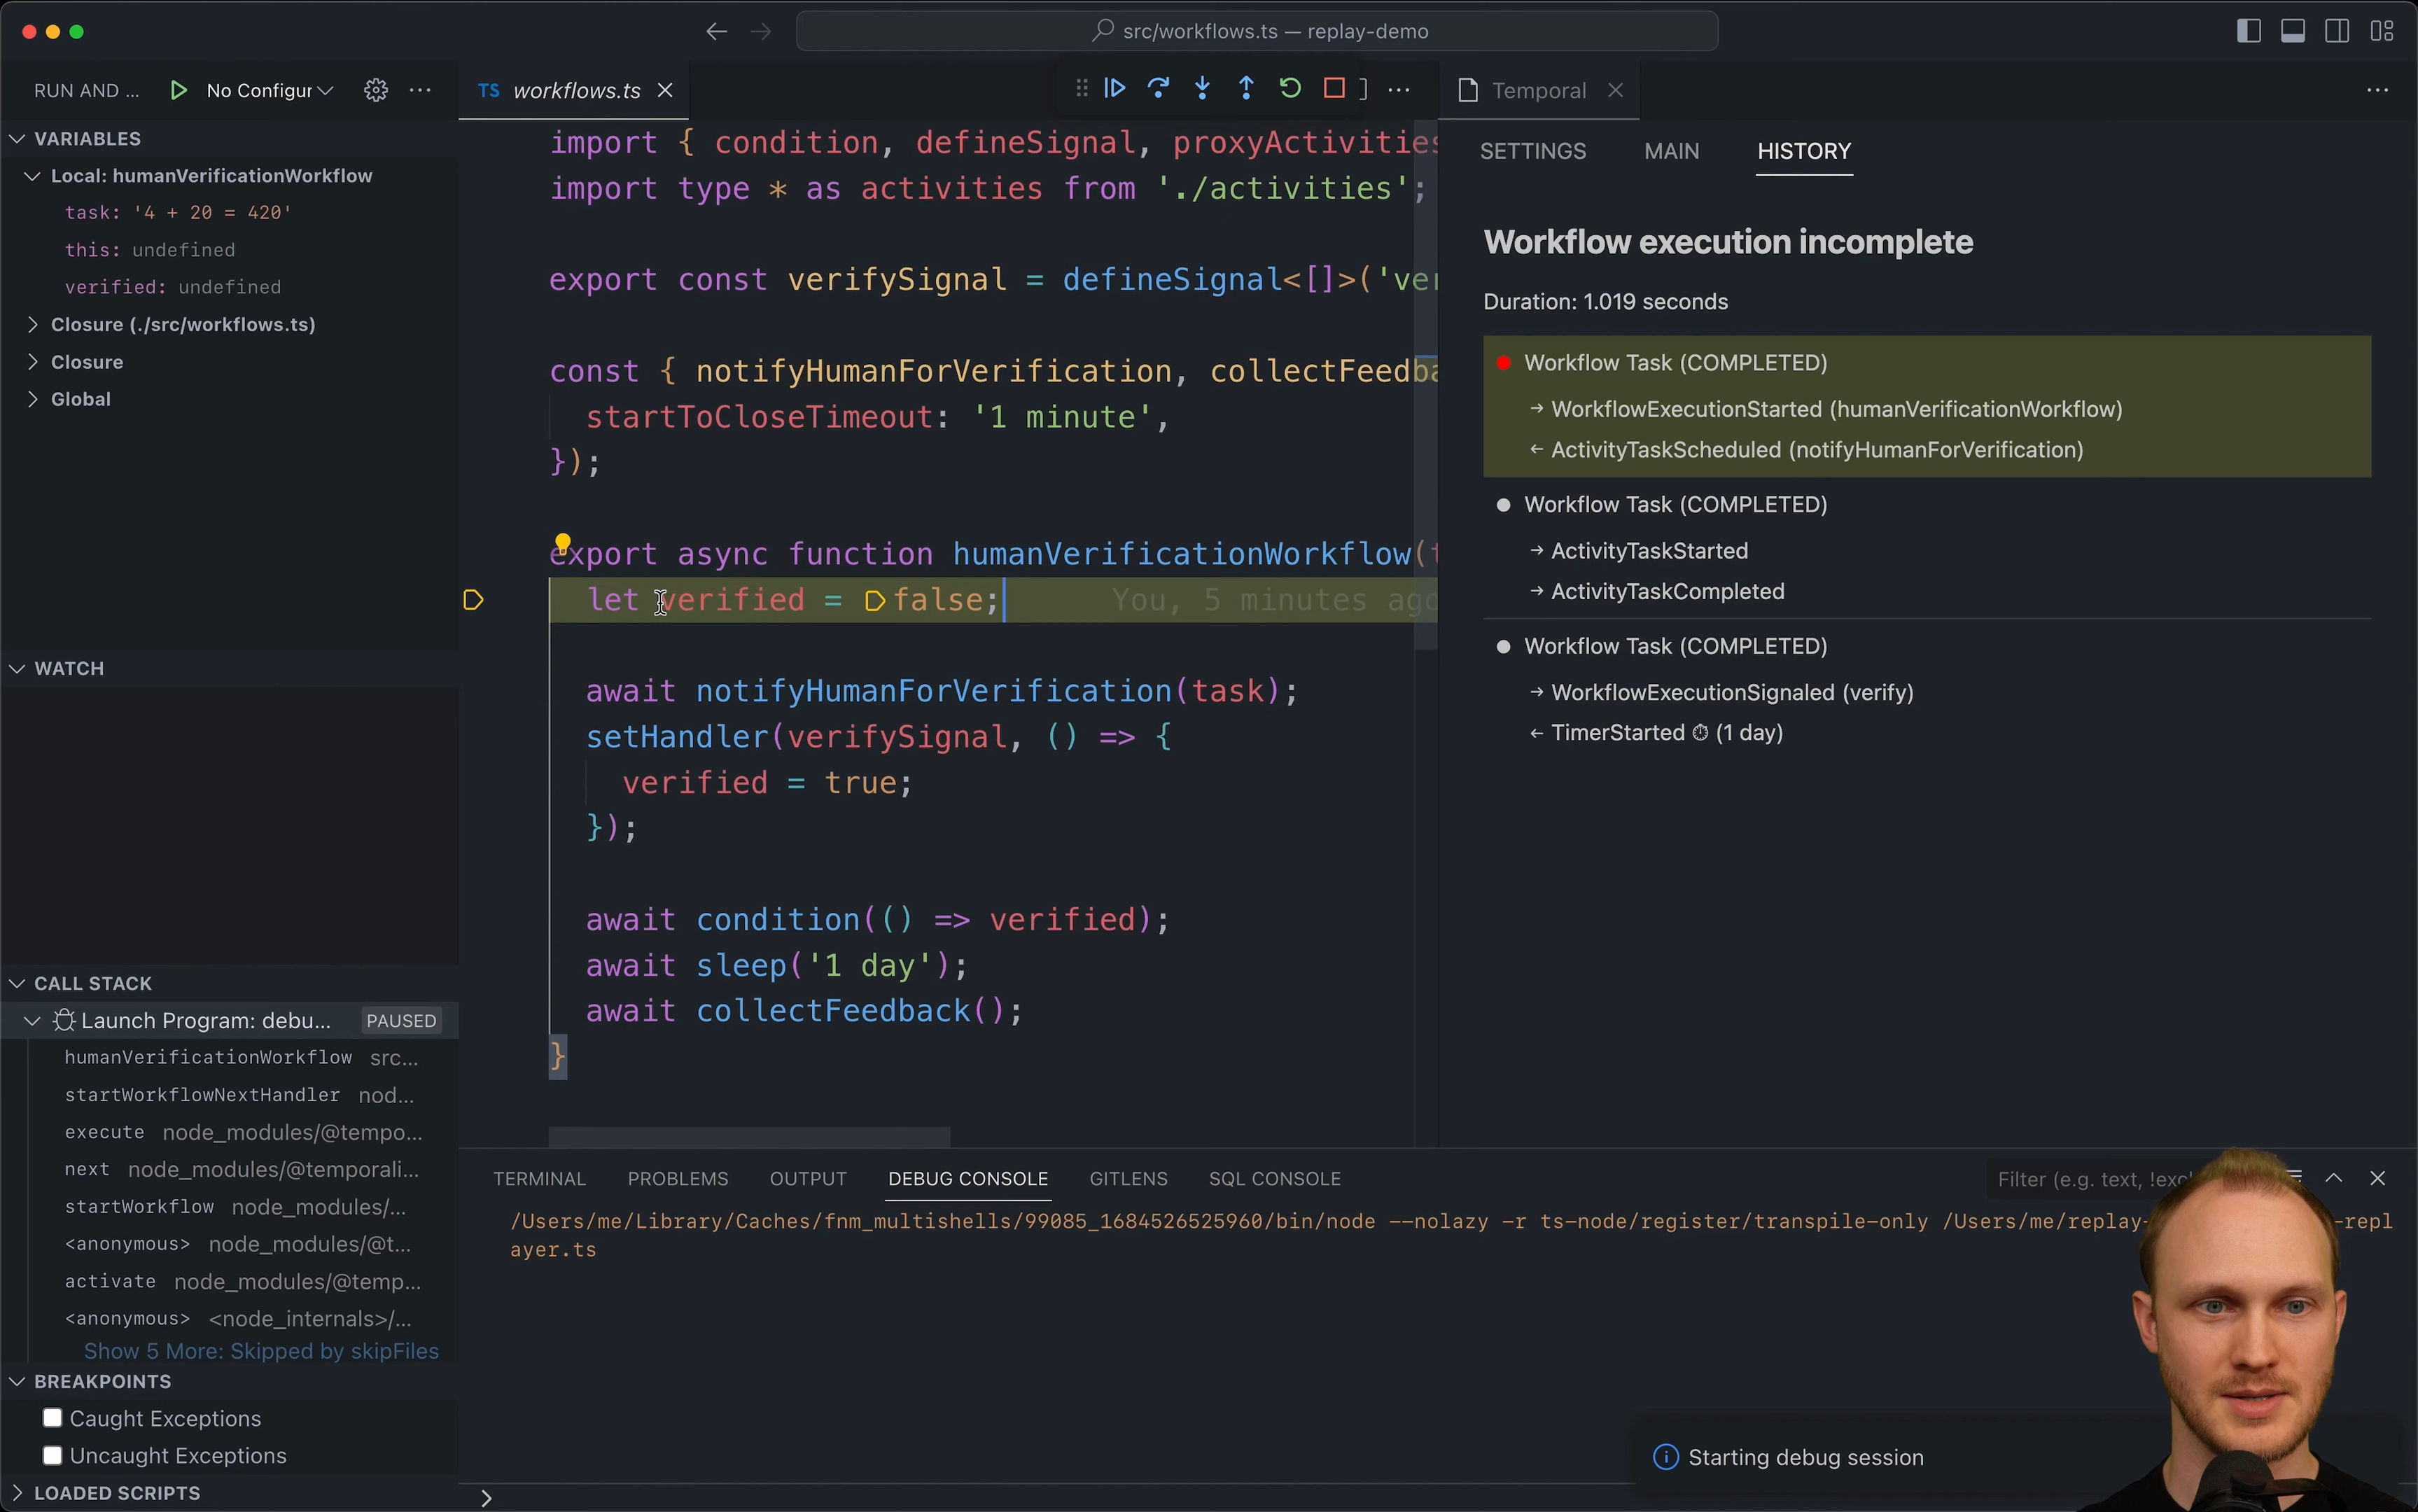 src/workflows.ts — replay-demo
RUN AND ...
No Configur
TS workflows.ts
Temporal
VARIABLES
Local: humanVerificationWorkflow
task: '4 + 20 = 420'
this: undefined
verified: undefined
Closure (./src/workflows.ts)
Closure
Global
WATCH
CALL STACK
Launch Program: debu... PAUSED
humanVerificationWorkflow src...
startWorkflowNextHandler nod...
execute node_modules/@tempo...
next node_modules/@temporali...
startWorkflow node_modules/...
<anonymous> node_modules/@t...
activate node_modules/@temp...
<anonymous> <node_internals>/...
Show 5 More: Skipped by skipFiles
BREAKPOINTS
Caught Exceptions
Uncaught Exceptions
LOADED SCRIPTS
import { condition, defineSignal, proxyActivities
import type * as activities from './activities';
export const verifySignal = defineSignal<[]>('ver
const { notifyHumanForVerification, collectFeedba
startToCloseTimeout: '1 minute',
});
export async function humanVerificationWorkflow(t
let verified = false; You, 5 minutes ago
await notifyHumanForVerification(task);
setHandler(verifySignal, () => {
verified = true;
});
await condition(() => verified);
await sleep('1 day');
await collectFeedback();
}
SETTINGS MAIN HISTORY
Workflow execution incomplete
Duration: 1.019 seconds
Workflow Task (COMPLETED)
→ WorkflowExecutionStarted (humanVerificationWorkflow)
← ActivityTaskScheduled (notifyHumanForVerification)
Workflow Task (COMPLETED)
→ ActivityTaskStarted
→ ActivityTaskCompleted
Workflow Task (COMPLETED)
→ WorkflowExecutionSignaled (verify)
← TimerStarted (1 day)
TERMINAL PROBLEMS OUTPUT DEBUG CONSOLE GITLENS SQL CONSOLE
Filter (e.g. text, !excl
/Users/me/Library/Caches/fnm_multishells/99085_1684526525960/bin/node --nolazy -r ts-node/register/transpile-only /Users/me/replay- -repl
ayer.ts
Starting debug session